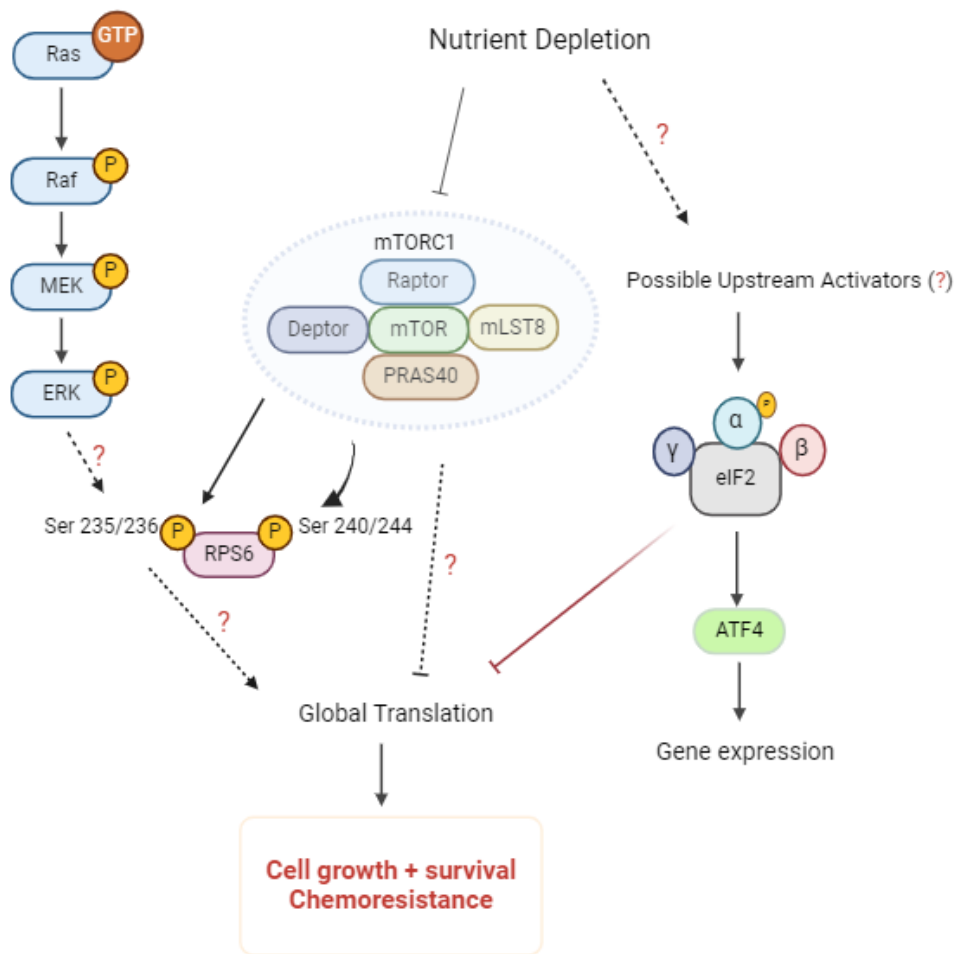 GTP
Ras
Nutrient Depletion
?
P
Raf
mTORC1
Raptor
Possible Upstream Activators (?)
P
MEK
Deptor
mTOR
mLST8
PRAS40
P
ERK
P
α
γ
β
eIF2
?
Ser 235/236
P
P
Ser 240/244
RPS6
?
?
ATF4
Global Translation
Gene expression
Cell growth + survival
Chemoresistance